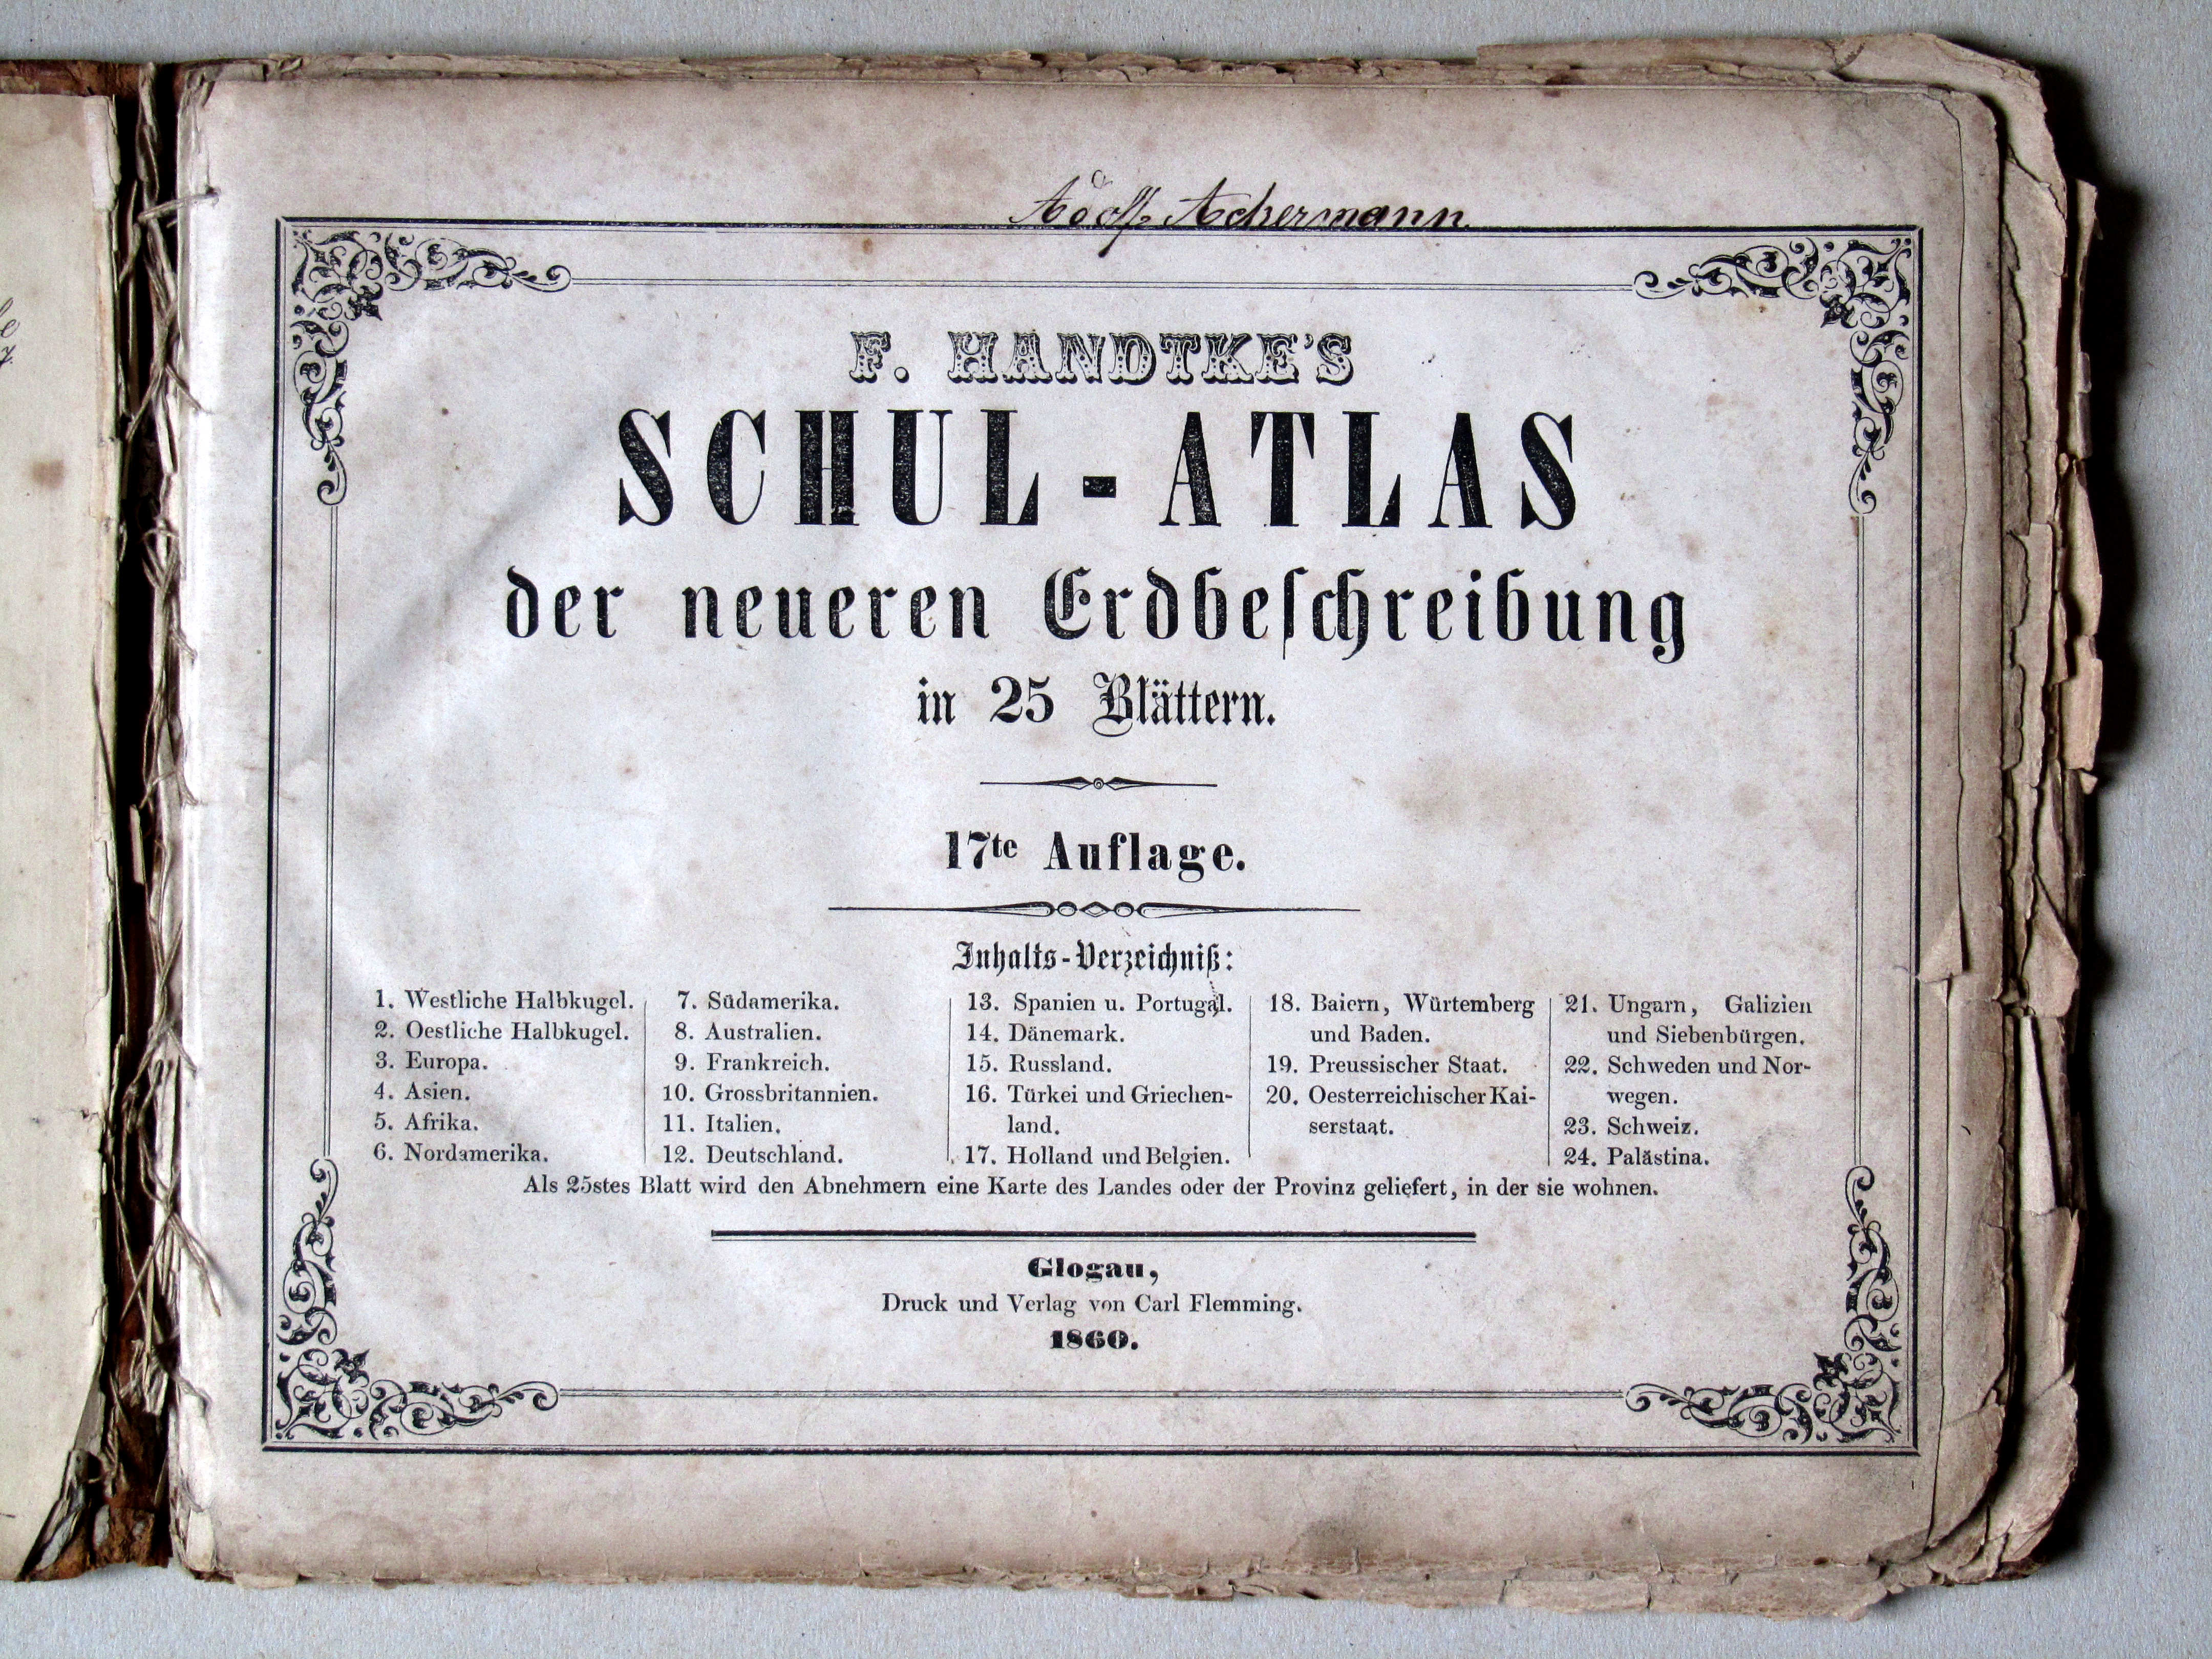 Adolf Ackermann.
F. HANDTKE'S
SCHUL-ATLAS
der neueren Erdbeschreibung
in 25 Blättern.
17te Auflage.
Inhalts-Verzeichniß:
1. Westliche Halbkugel.
2. Oestliche Halbkugel.
3. Europa.
4. Asien.
5. Afrika.
6. Nordamerika.
7. Südamerika.
8. Australien.
9. Frankreich.
10. Grossbritannien.
11. Italien.
12. Deutschland.
13. Spanien u. Portugal.
14. Dänemark.
15. Russland.
16. Türkei und Griechen-
land.
17. Holland und Belgien.
18. Baiern, Würtemberg
und Baden.
19. Preussischer Staat.
20. Oesterreichischer Kai-
serstaat.
21. Ungarn, Galizien
und Siebenbürgen.
22. Schweden und Nor-
wegen.
23. Schweiz.
24. Palästina.
Als 25stes Blatt wird den Abnehmern eine Karte des Landes oder der Provinz geliefert, in der sie wohnen.
Glogau,
Druck und Verlag von Carl Flemming.
1860.